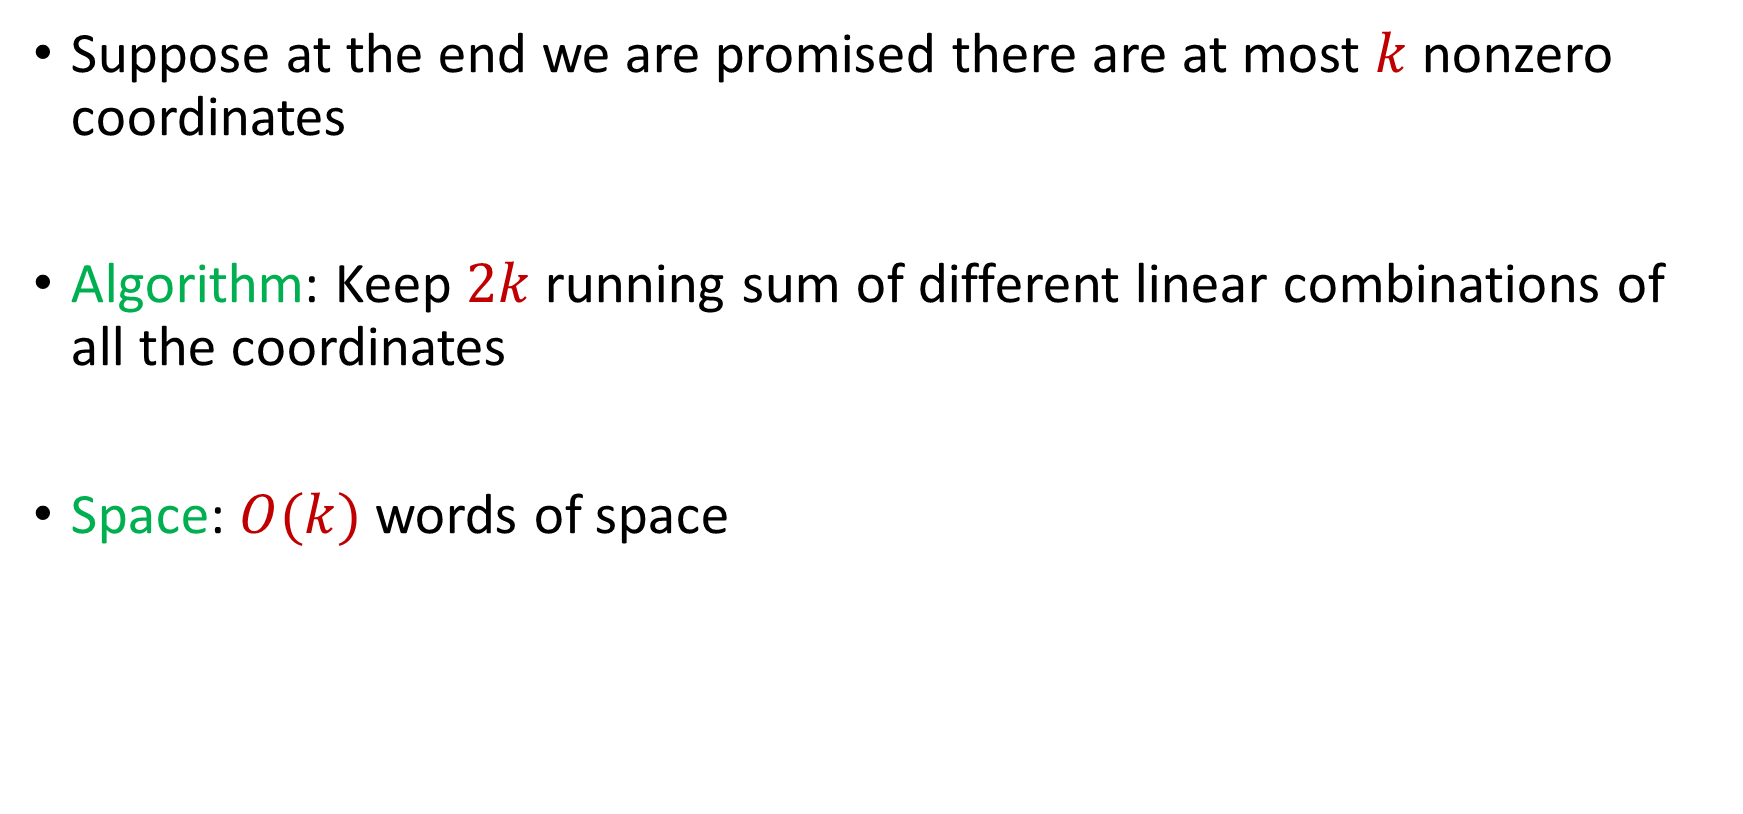 • Suppose at the end we are promised there are at most k nonzero
coordinates
• Algorithm: Keep 2k running sum of different linear combinations of
all the coordinates
• Space: O(k) words of space